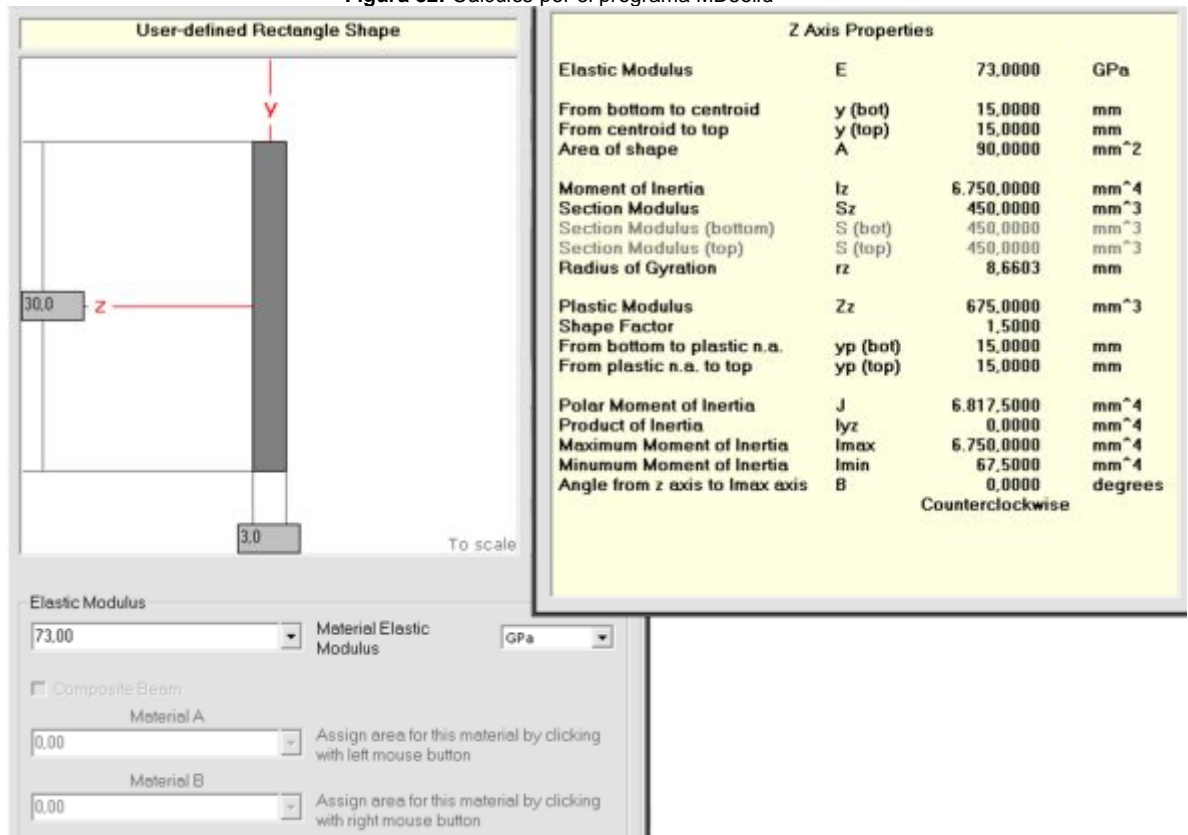 Figura 32. Cálculos por el programa MDsolid
User-defined Rectangle Shape
y
30,0
z
3,0
To scale
Z Axis Properties
Elastic Modulus E 73,0000 GPa
From bottom to centroid y (bot) 15,0000 mm
From centroid to top y (top) 15,0000 mm
Area of shape A 90,0000 mm^2
Moment of Inertia Iz 6.750,0000 mm^4
Section Modulus Sz 450,0000 mm^3
Section Modulus (bottom) S (bot) 450,0000 mm^3
Section Modulus (top) S (top) 450,0000 mm^3
Radius of Gyration rz 8,6603 mm
Plastic Modulus Zz 675,0000 mm^3
Shape Factor 1,5000
From bottom to plastic n.a. yp (bot) 15,0000 mm
From plastic n.a. to top yp (top) 15,0000 mm
Polar Moment of Inertia J 6.817,5000 mm^4
Product of Inertia Iyz 0,0000 mm^4
Maximum Moment of Inertia Imax 6.750,0000 mm^4
Minumum Moment of Inertia Imin 67,5000 mm^4
Angle from z axis to Imax axis B 0,0000 degrees
Counterclockwise
Elastic Modulus
73,00
Material Elastic
Modulus
GPa
Composite Beam
Material A
0,00
Assign area for this material by clicking
with left mouse button
Material B
0,00
Assign area for this material by clicking
with right mouse button